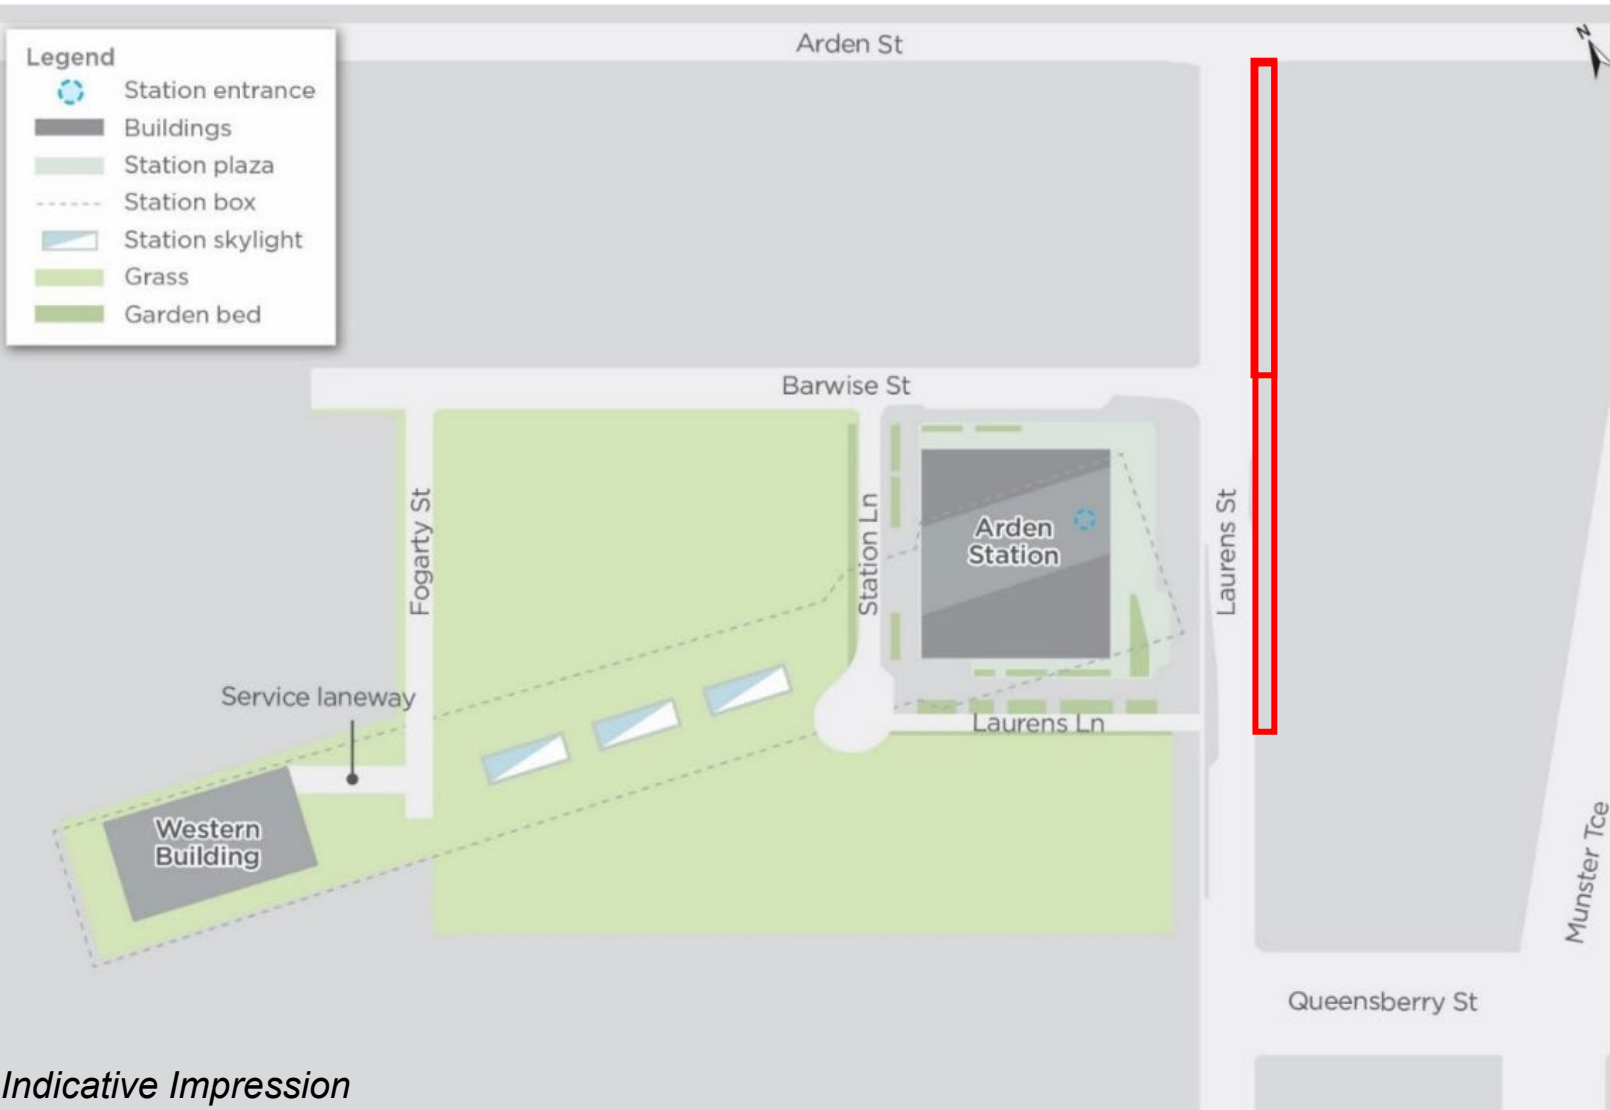 Arden St
N
Legend
Station entrance
Buildings
Station plaza
Station box
Station skylight
Grass
Garden bed
Barwise St
Fogarty St
Station Ln
Arden
Station
Laurens St
Service laneway
Laurens Ln
Western
Building
Munster Tce
Queensberry St
Indicative Impression